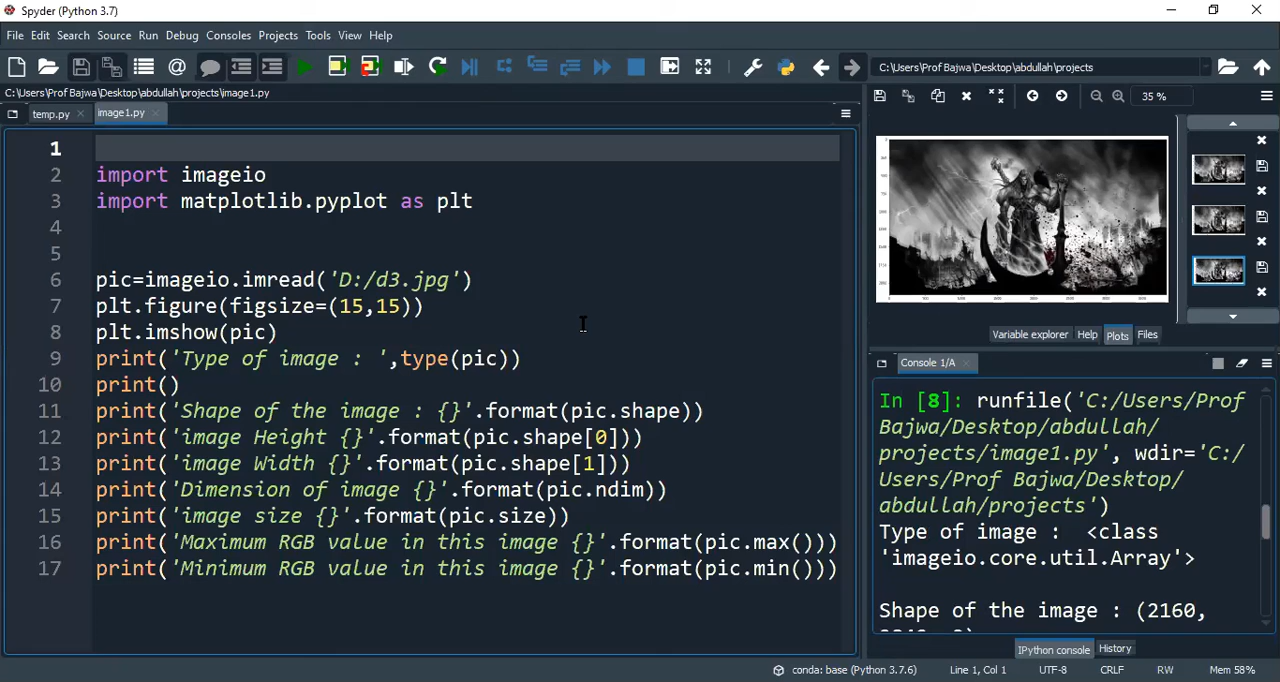 Spyder (Python 3.7)
File Edit Search Source Run Debug Consoles Projects Tools View Help
C:\Users\Prof Bajwa\Desktop\abdullah\projects
C:\Users\Prof Bajwa\Desktop\abdullah\projects\image1.py
temp.py image1.py
35 %
1
2 import imageio
3 import matplotlib.pyplot as plt
4
5
6 pic=imageio.imread('D:/d3.jpg')
7 plt.figure(figsize=(15,15))
8 plt.imshow(pic)
9 print('Type of image : ',type(pic))
10 print()
11 print('Shape of the image : {}'.format(pic.shape))
12 print('image Height {}'.format(pic.shape[0]))
13 print('image Width {}'.format(pic.shape[1]))
14 print('Dimension of image {}'.format(pic.ndim))
15 print('image size {}'.format(pic.size))
16 print('Maximum RGB value in this image {}'.format(pic.max()))
17 print('Minimum RGB value in this image {}'.format(pic.min()))
Variable explorer Help Plots Files
Console 1/A
In [8]: runfile('C:/Users/Prof
Bajwa/Desktop/abdullah/
projects/image1.py', wdir='C:/
Users/Prof Bajwa/Desktop/
abdullah/projects')
Type of image : <class
'imageio.core.util.Array'>
Shape of the image : (2160,
IPython console History
conda: base (Python 3.7.6) Line 1, Col 1 UTF-8 CRLF RW Mem 58%